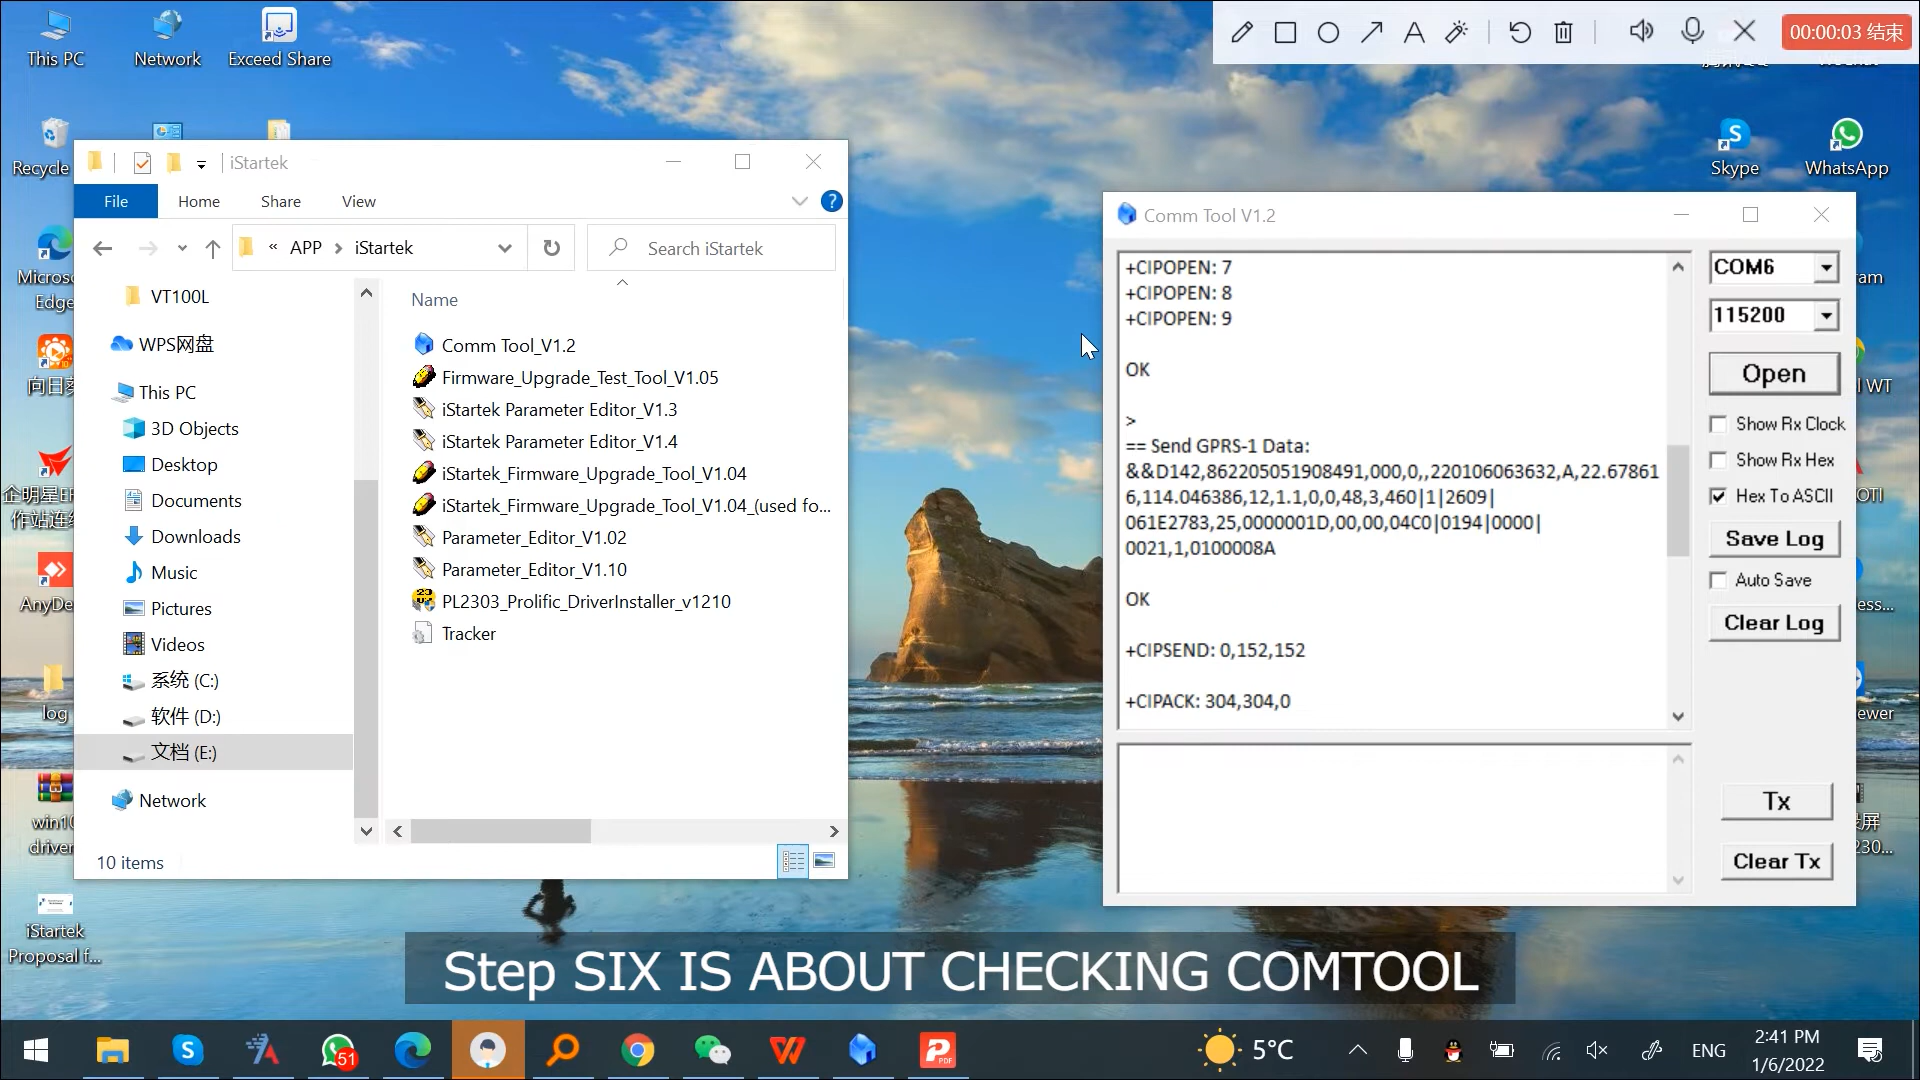 This PC
Network
Exceed Share
00:00:03 结束
Recycle
Skype
WhatsApp
iStartek
File
Home
Share
View
« APP > iStartek
Search iStartek
VT100L
WPS网盘
This PC
3D Objects
Desktop
Documents
Downloads
Music
Pictures
Videos
系统 (C:)
软件 (D:)
文档 (E:)
Network
10 items
Name
Comm Tool_V1.2
Firmware_Upgrade_Test_Tool_V1.05
iStartek Parameter Editor_V1.3
iStartek Parameter Editor_V1.4
iStartek_Firmware_Upgrade_Tool_V1.04
iStartek_Firmware_Upgrade_Tool_V1.04_(used fo...
Parameter_Editor_V1.02
Parameter_Editor_V1.10
PL2303_Prolific_DriverInstaller_v1210
Tracker
Comm Tool V1.2
+CIPOPEN: 7
+CIPOPEN: 8
+CIPOPEN: 9
OK
>
== Send GPRS-1 Data:
&&D142,862205051908491,000,0,,220106063632,A,22.67861
6,114.046386,12,1.1,0,0,48,3,460|1|2609|
061E2783,25,0000001D,00,00,04C0|0194|0000|
0021,1,0100008A
OK
+CIPSEND: 0,152,152
+CIPACK: 304,304,0
COM6
115200
Open
Show Rx Clock
Show Rx Hex
Hex To ASCII
Save Log
Auto Save
Clear Log
Tx
Clear Tx
Microso
Edge
AnyDe
log
win10
driver
iStartek
Proposal f...
Step SIX IS ABOUT CHECKING COMTOOL
51
5°C
ENG
2:41 PM
1/6/2022